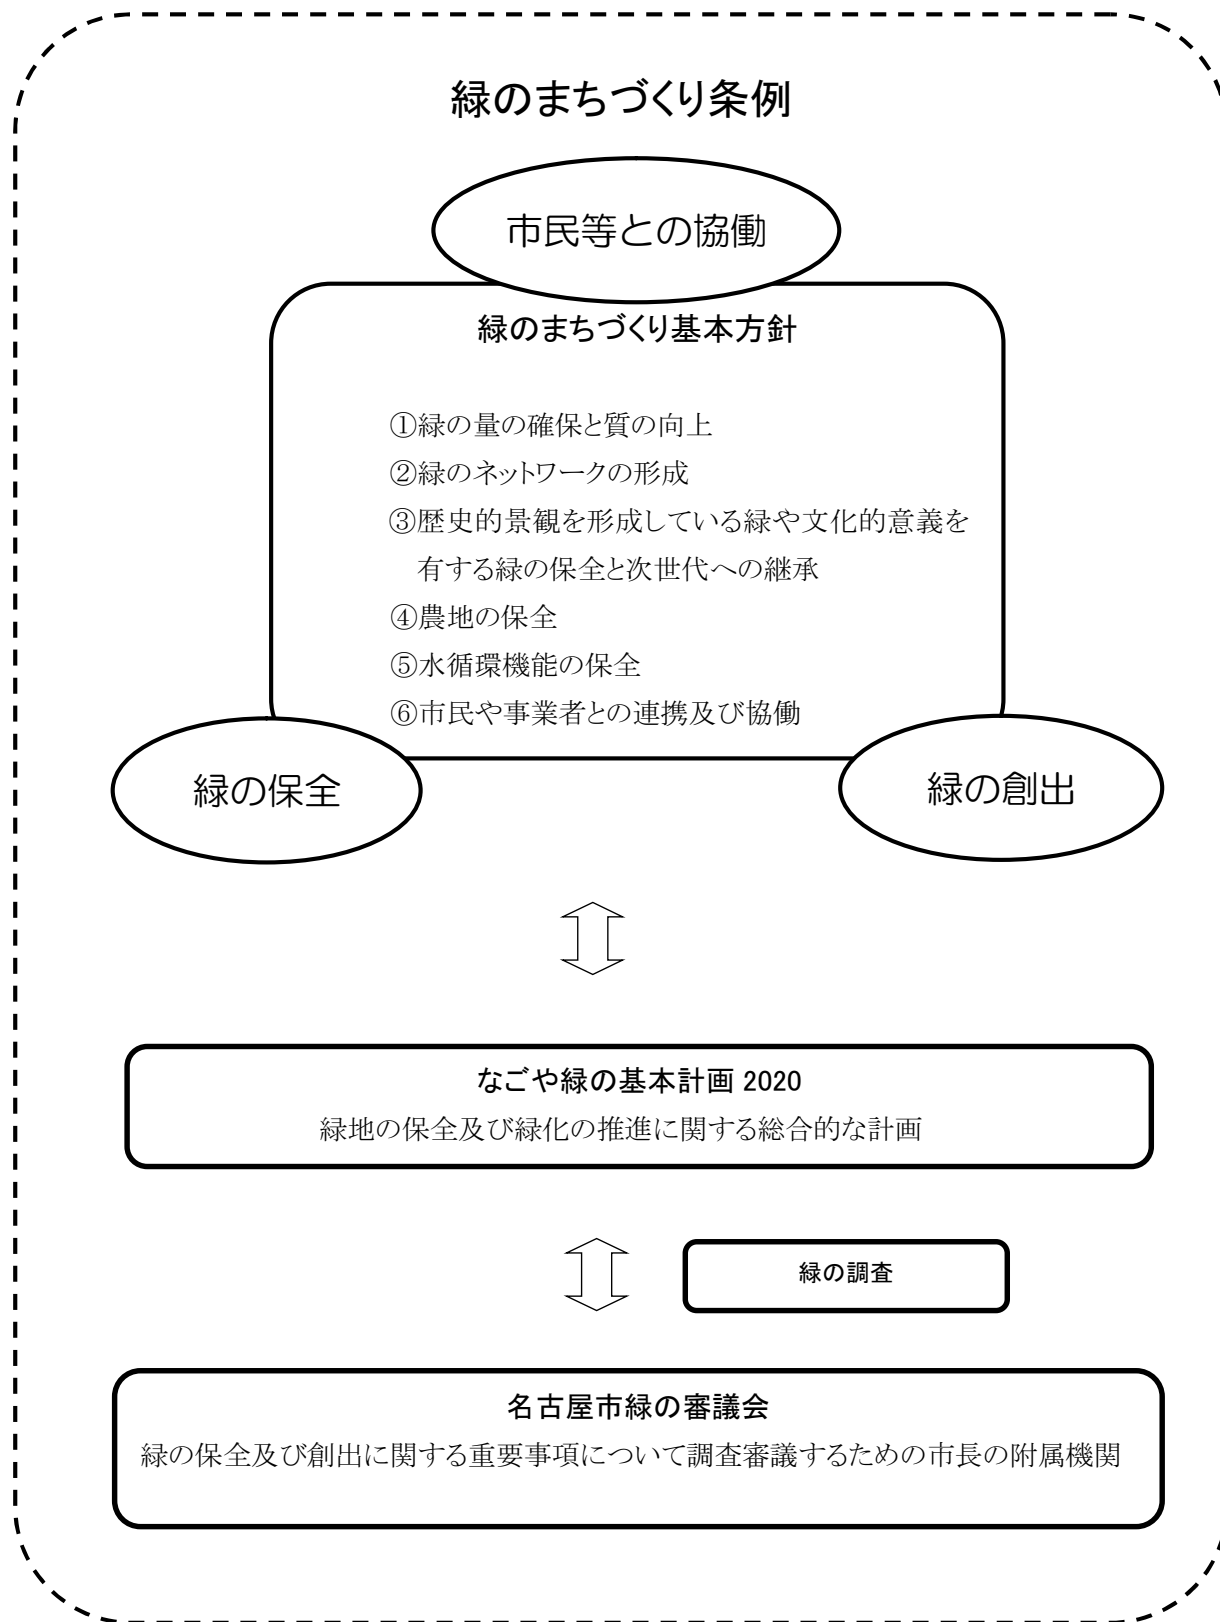 緑のまちづくり条例
市民等との協働
緑のまちづくり基本方針
①緑の量の確保と質の向上
②緑のネットワークの形成
③歴史的景観を形成している緑や文化的意義を
有する緑の保全と次世代への継承
④農地の保全
⑤水循環機能の保全
⑥市民や事業者との連携及び協働
緑の保全
緑の創出
なごや緑の基本計画 2020
緑地の保全及び緑化の推進に関する総合的な計画
緑の調査
名古屋市緑の審議会
緑の保全及び創出に関する重要事項について調査審議するための市長の附属機関